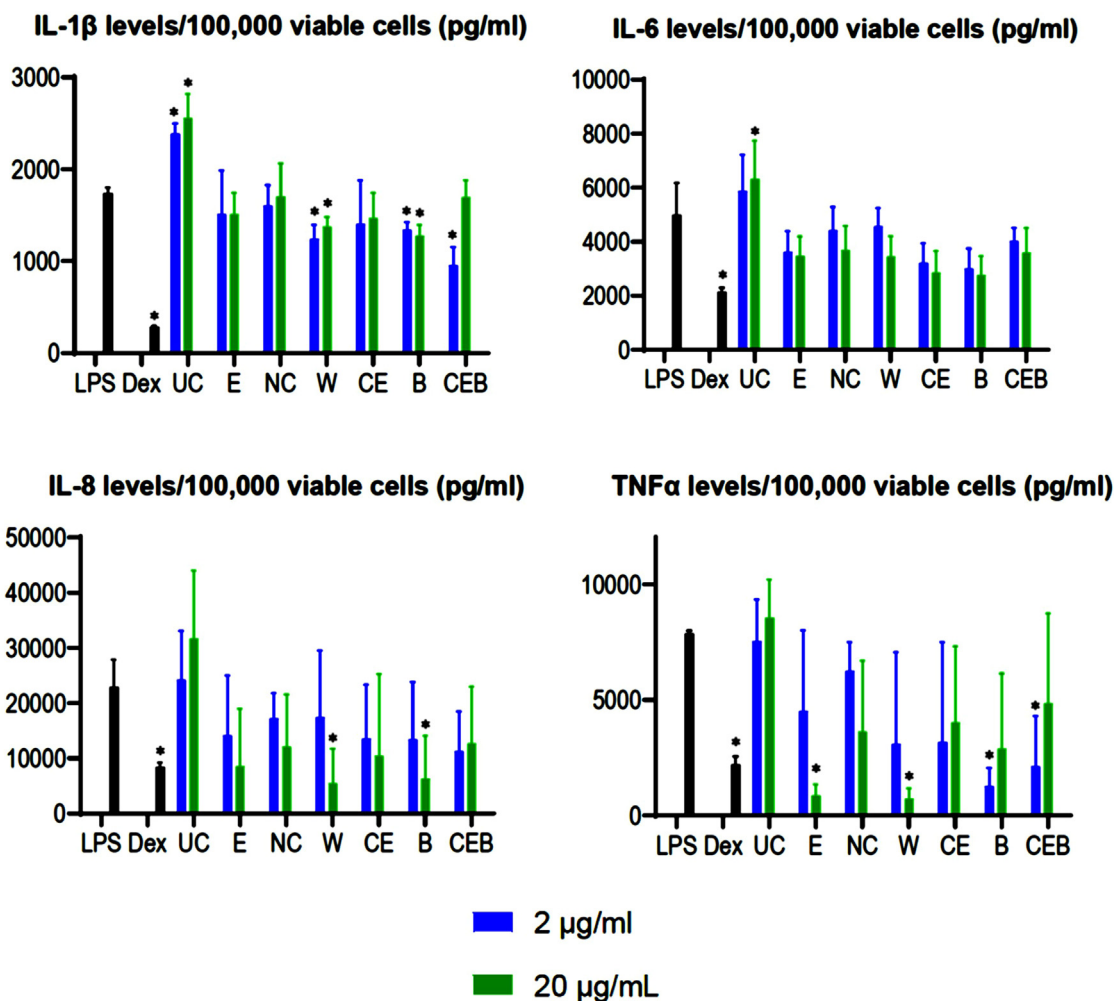 IL-1β levels/100,000 viable cells (pg/ml)
3000
2000
1000
0
* * * * * * * *
LPS Dex UC E NC W CE B CEB
IL-6 levels/100,000 viable cells (pg/ml)
10000
8000
6000
4000
2000
0
* *
LPS Dex UC E NC W CE B CEB
IL-8 levels/100,000 viable cells (pg/ml)
50000
40000
30000
20000
10000
0
* * *
LPS Dex UC E NC W CE B CEB
TNFα levels/100,000 viable cells (pg/ml)
10000
5000
0
* * * * *
LPS Dex UC E NC W CE B CEB
2 µg/ml
20 µg/mL